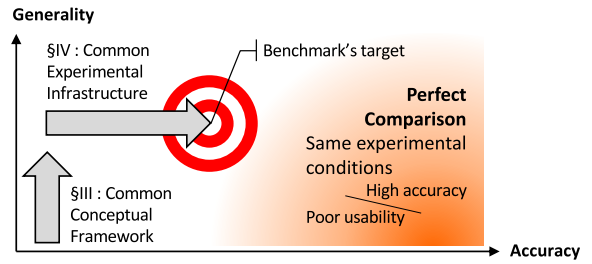 Generality
§IV : Common
Experimental
Infrastructure
Benchmark's target
Perfect
Comparison
Same experimental
conditions
High accuracy
Poor usability
§III : Common
Conceptual
Framework
Accuracy